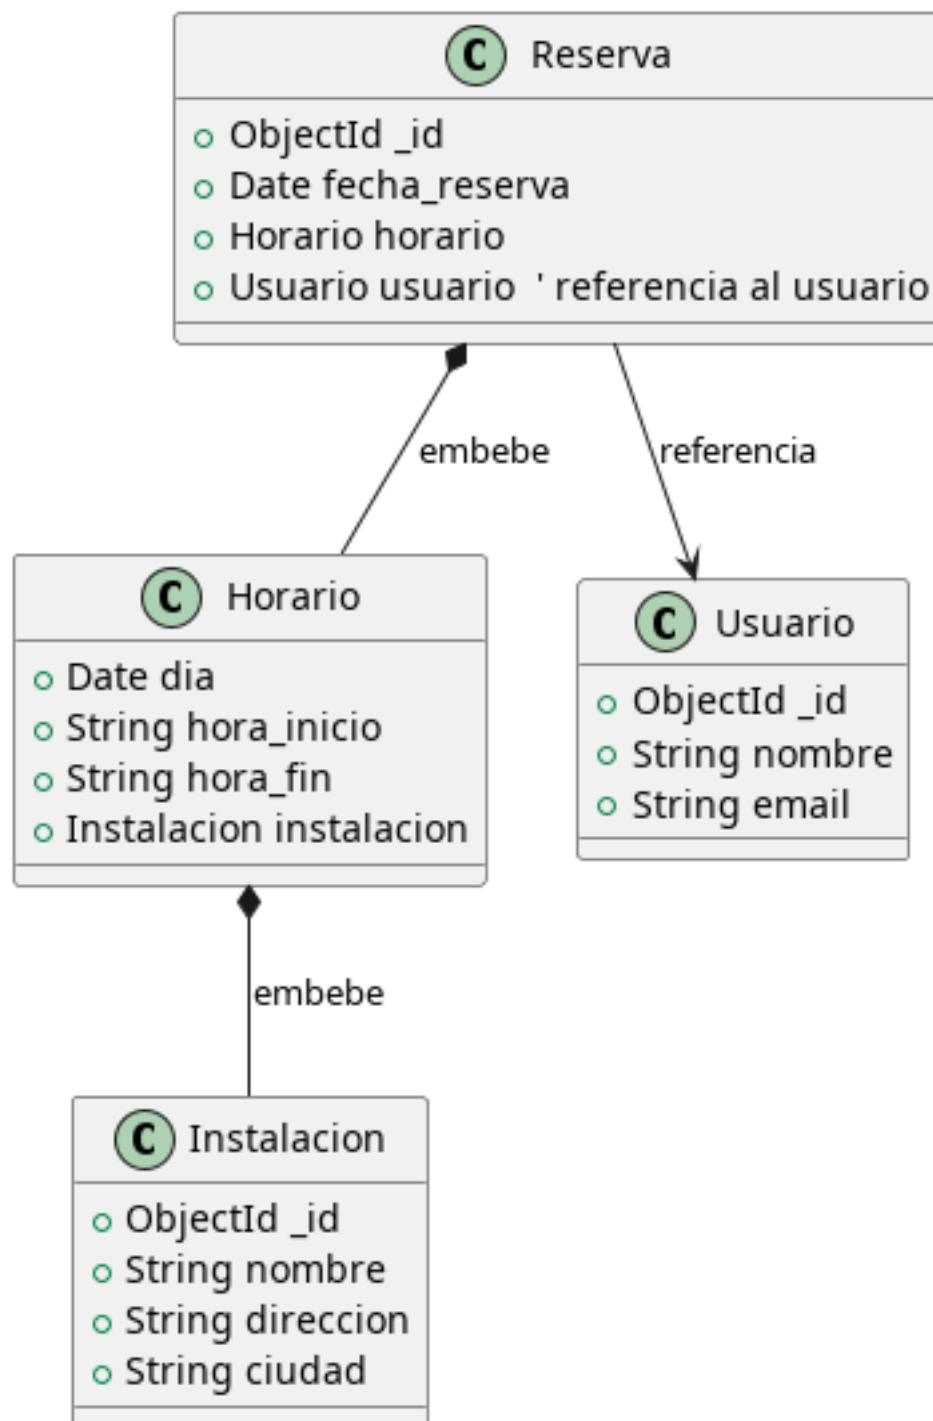 C Reserva
ObjectId _id
Date fecha_reserva
Horario horario
Usuario usuario ' referencia al usuario
embebe
referencia
C Horario
Date dia
String hora_inicio
String hora_fin
Instalacion instalacion
C Usuario
ObjectId _id
String nombre
String email
embebe
C Instalacion
ObjectId _id
String nombre
String direccion
String ciudad